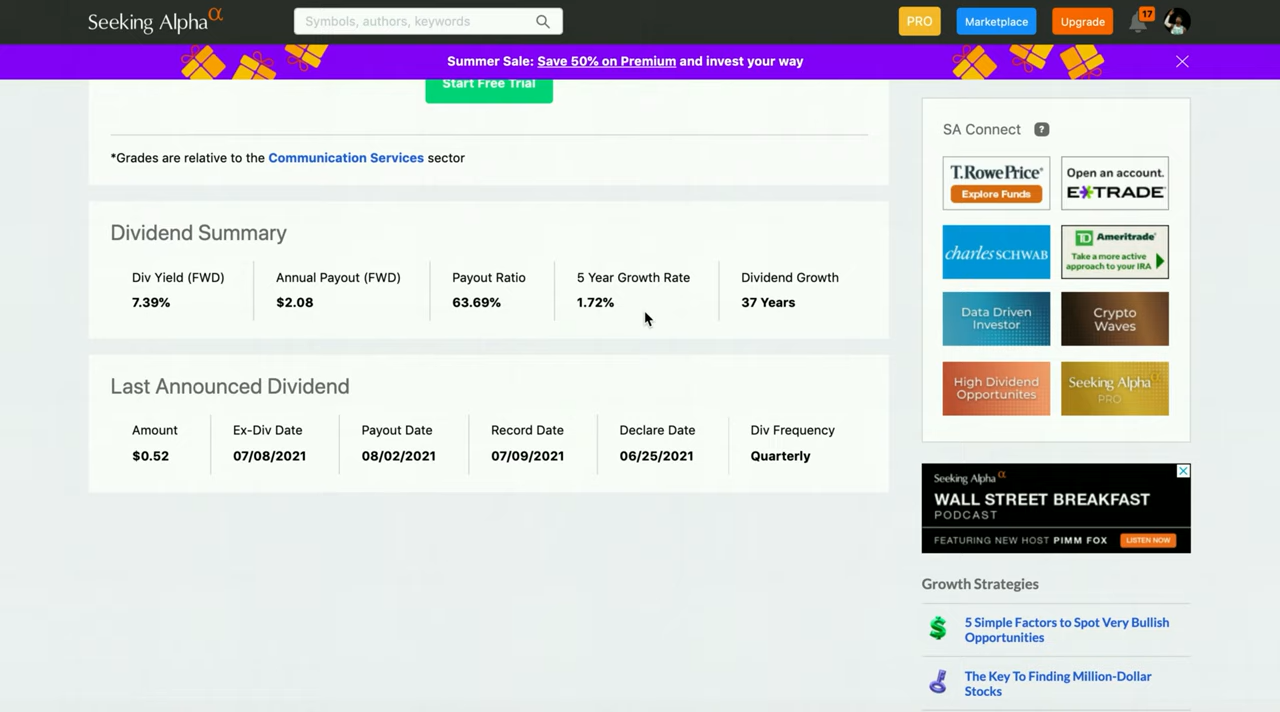 Seeking Alpha α
Symbols, authors, keywords
PRO
Marketplace
Upgrade
17
Summer Sale: Save 50% on Premium and invest your way
Start Free Trial
*Grades are relative to the Communication Services sector
Dividend Summary
Div Yield (FWD)
7.39%
Annual Payout (FWD)
$2.08
Payout Ratio
63.69%
5 Year Growth Rate
1.72%
Dividend Growth
37 Years
Last Announced Dividend
Amount
$0.52
Ex-Div Date
07/08/2021
Payout Date
08/02/2021
Record Date
07/09/2021
Declare Date
06/25/2021
Div Frequency
Quarterly
SA Connect ?
T.RowePrice
Explore Funds
Open an account.
E*TRADE
charles SCHWAB
TD Ameritrade
Take a more active
approach to your IRA
Data Driven
Investor
Crypto
Waves
High Dividend
Opportunites
Seeking Alpha α
PRO
Seeking Alpha α
WALL STREET BREAKFAST
PODCAST
FEATURING NEW HOST PIMM FOX
LISTEN NOW
Growth Strategies
5 Simple Factors to Spot Very Bullish
Opportunities
The Key To Finding Million-Dollar
Stocks